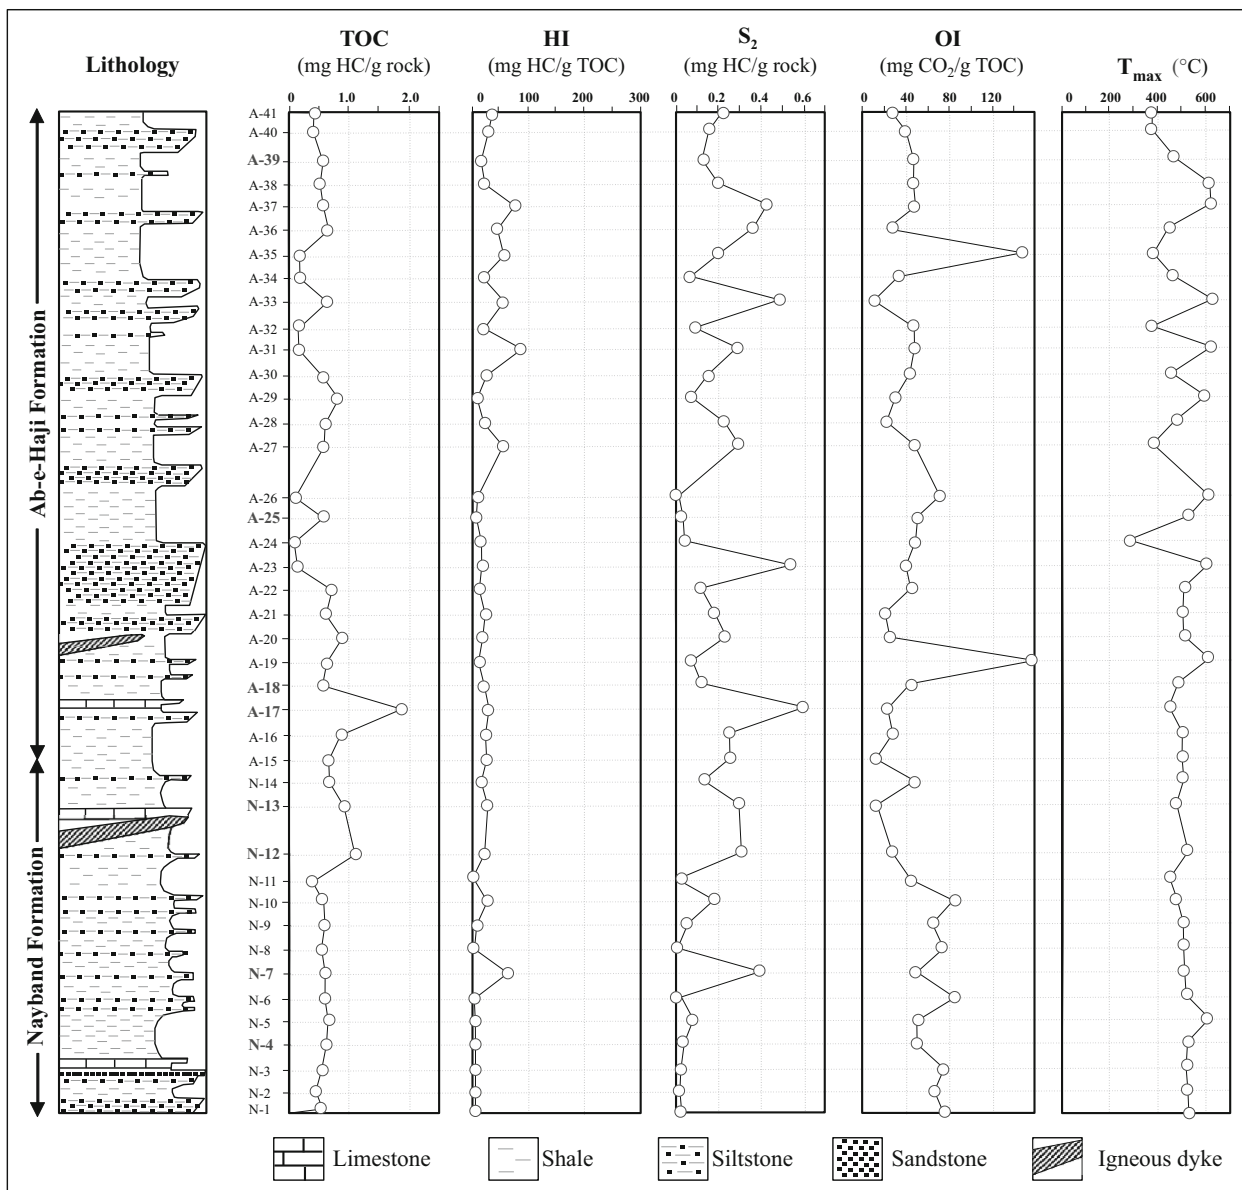 Lithology
TOC
(mg HC/g rock)
HI
(mg HC/g TOC)
S2
(mg HC/g rock)
OI
(mg CO2/g TOC)
Tmax (°C)
0 1.0 2.0
0 100 200 300
0 0.2 0.4 0.6
0 40 80 120
0 200 400 600
Ab-e-Haji Formation
Nayband Formation
A-41
A-40
A-39
A-38
A-37
A-36
A-35
A-34
A-33
A-32
A-31
A-30
A-29
A-28
A-27
A-26
A-25
A-24
A-23
A-22
A-21
A-20
A-19
A-18
A-17
A-16
A-15
N-14
N-13
N-12
N-11
N-10
N-9
N-8
N-7
N-6
N-5
N-4
N-3
N-2
N-1
Limestone
Shale
Siltstone
Sandstone
Igneous dyke